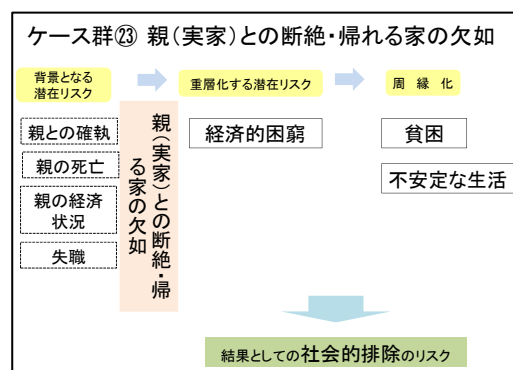 ケース群㉓ 親(実家)との断絶・帰れる家の欠如
背景となる
潜在リスク
重層化する潜在リスク
周 縁 化
親との確執
親の死亡
親の経済
状況
失職
親(実家)との断絶・帰
れる家の欠如
経済的困窮
貧困
不安定な生活
結果としての社会的排除のリスク